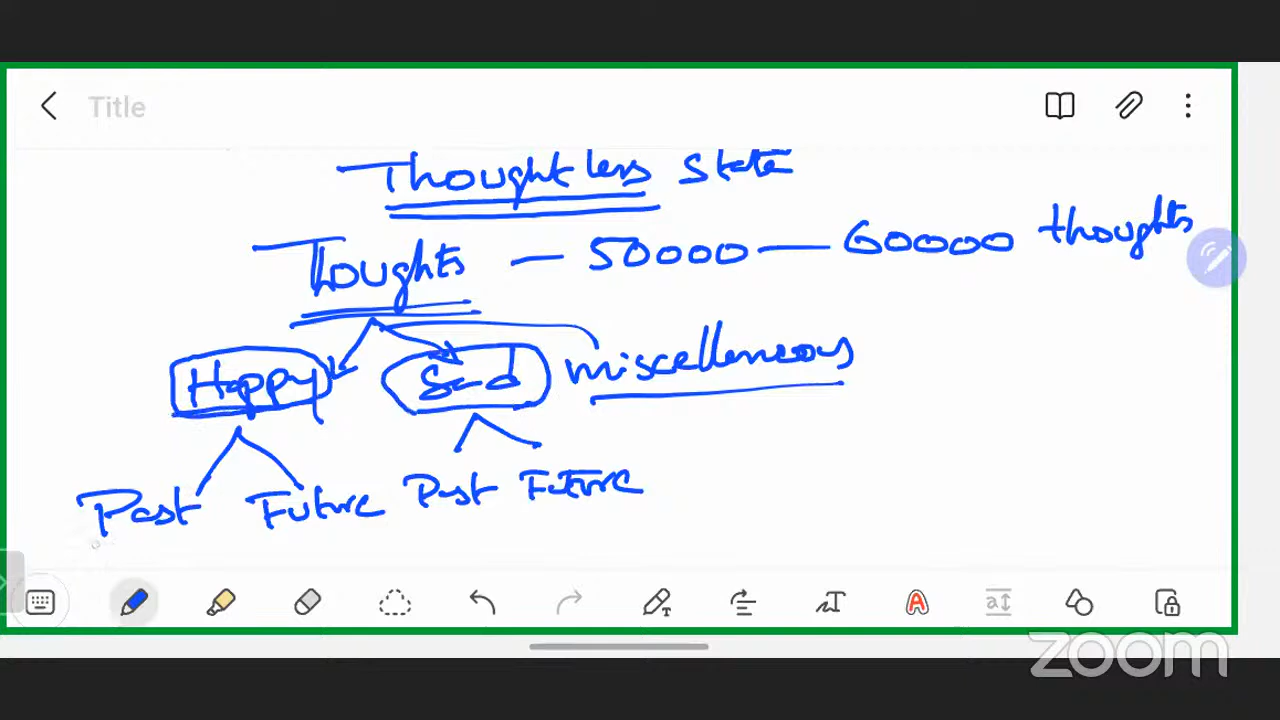 Title
Thoughtless State
Thoughts — 50000 — 60000 thoughts
Happy Sad miscellaneous
Past Future Past Future
zoom